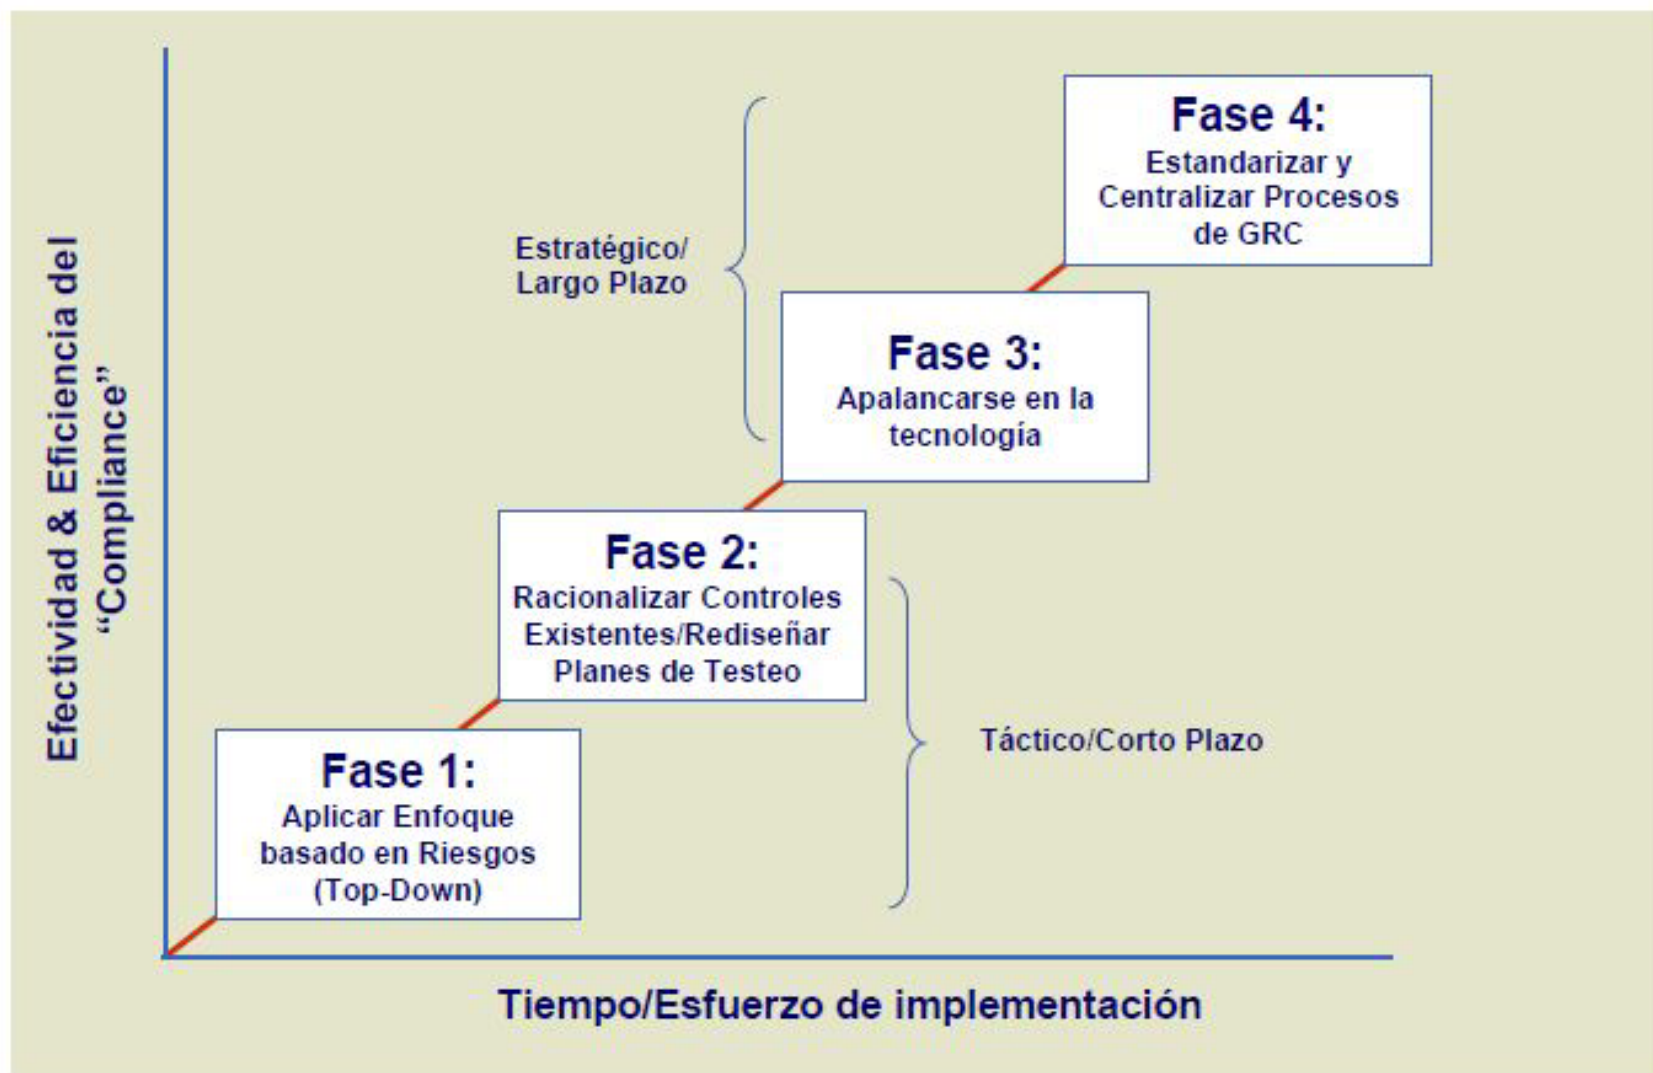 Efectividad & Eficiencia del
“Compliance”
Fase 4:
Estandarizar y
Centralizar Procesos
de GRC
Estratégico/
Largo Plazo
Fase 3:
Apalancarse en la
tecnología
Fase 2:
Racionalizar Controles
Existentes/Rediseñar
Planes de Testeo
Táctico/Corto Plazo
Fase 1:
Aplicar Enfoque
basado en Riesgos
(Top-Down)
Tiempo/Esfuerzo de implementación